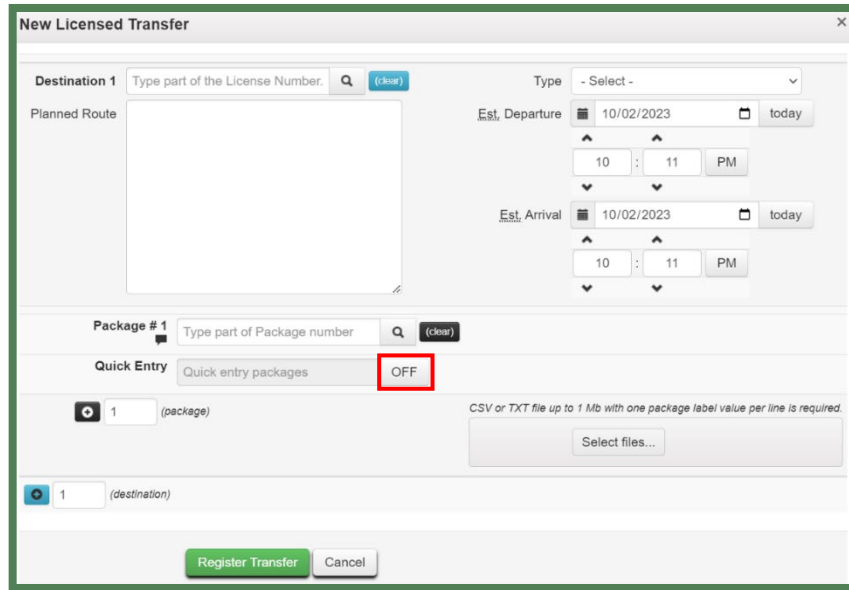 New Licensed Transfer ×
Destination 1 Type part of the License Number. (clear) Type - Select -
Planned Route Est. Departure 10/02/2023 today
10 : 11 PM
Est. Arrival 10/02/2023 today
10 : 11 PM
Package # 1 Type part of Package number (clear)
Quick Entry Quick entry packages OFF
1 (package) CSV or TXT file up to 1 Mb with one package label value per line is required.
Select files...
1 (destination)
Register Transfer Cancel